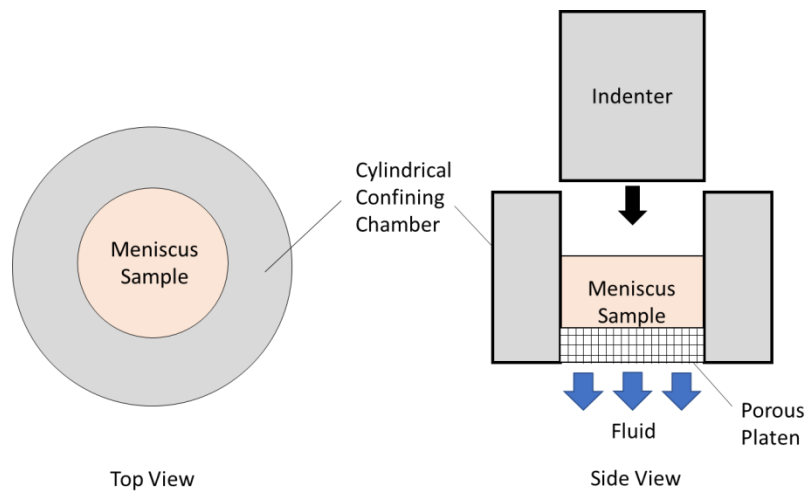 Indenter
Cylindrical
Confining
Chamber
Meniscus
Sample
Meniscus
Sample
Porous
Platen
Fluid
Top View
Side View